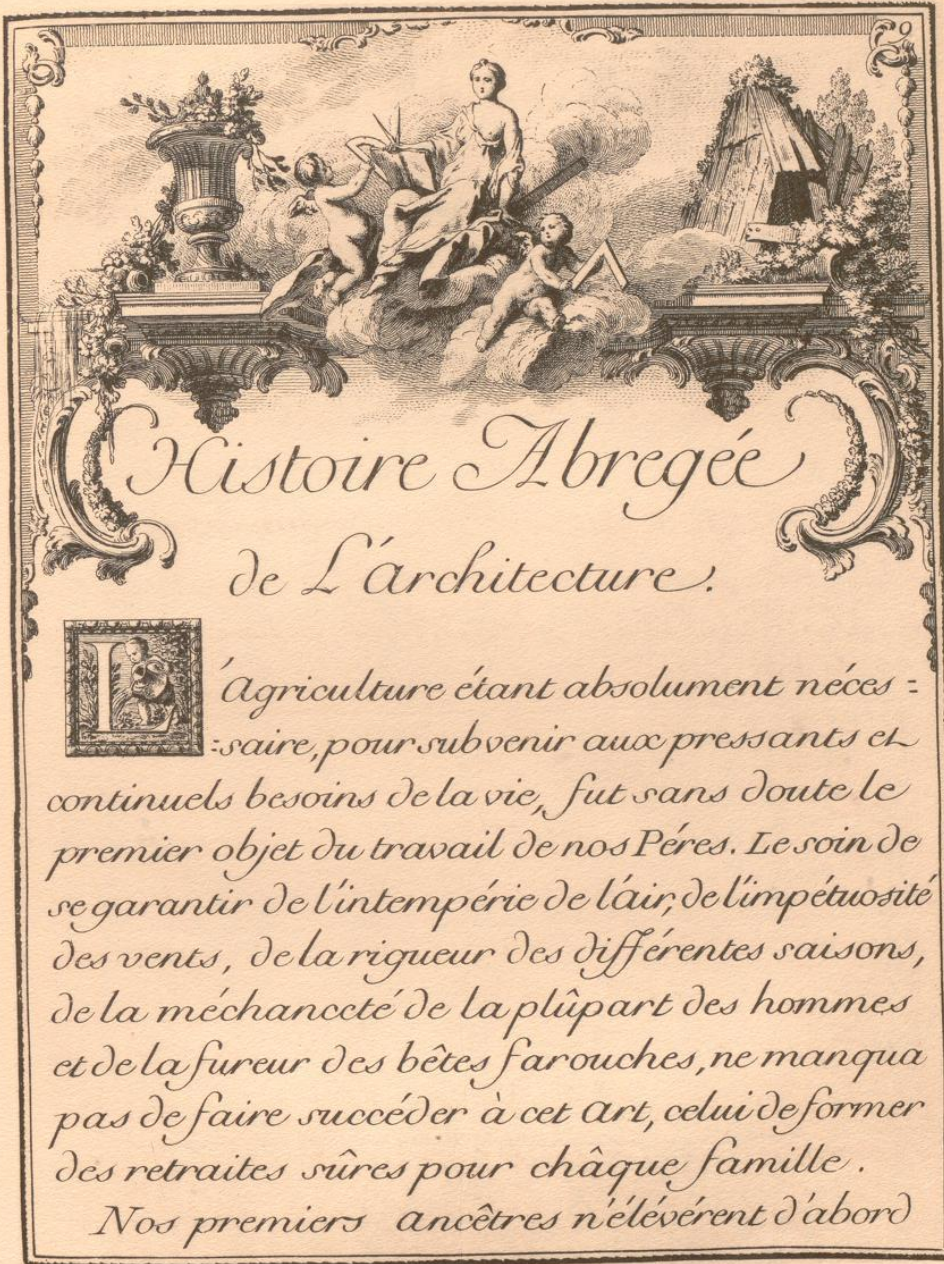 9
Histoire Abregée
de L'Architecture.
L'Agriculture étant absolument néces=
=saire, pour subvenir aux pressants et
continuels besoins de la vie, fut sans doute le
premier objet du travail de nos Péres. Le soin de
se garantir de l'intempérie de l'air, de l'impétuosité
des vents, de la rigueur des différentes saisons,
de la méchanceté de la plûpart des hommes
et de la fureur des bêtes farouches, ne manqua
pas de faire succéder à cet Art, celui de former
des retraites sûres pour châque famille.
Nos premiers Ancêtres n'élévérent d'abord